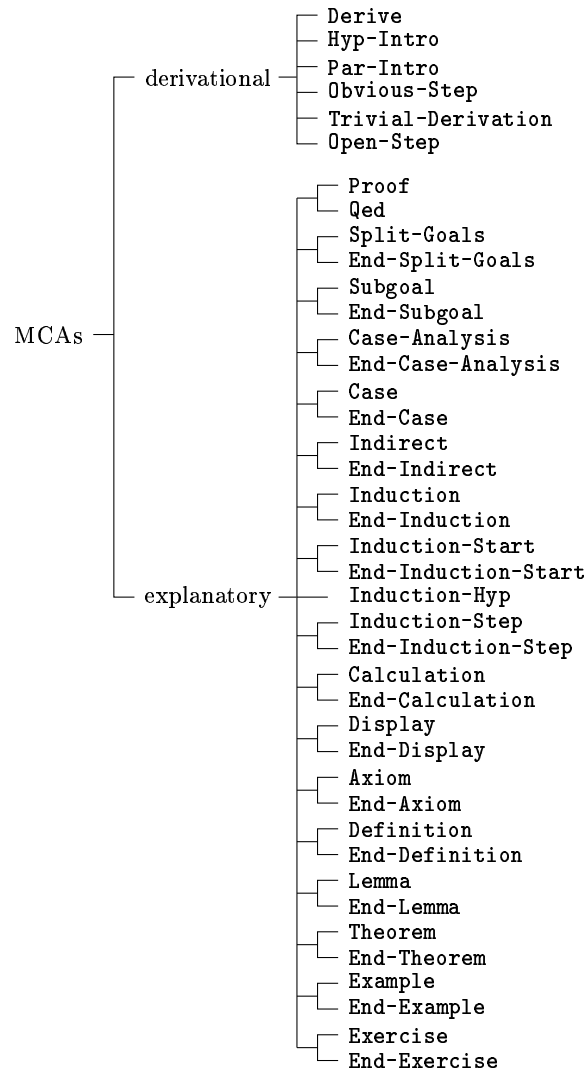 Derive
Hyp-Intro
Par-Intro
derivational
Obvious-Step
Trivial-Derivation
Open-Step
Proof
Qed
Split-Goals
End-Split-Goals
Subgoal
End-Subgoal
MCAs
Case-Analysis
End-Case-Analysis
Case
End-Case
Indirect
End-Indirect
Induction
End-Induction
Induction-Start
End-Induction-Start
explanatory
Induction-Hyp
Induction-Step
End-Induction-Step
Calculation
End-Calculation
Display
End-Display
Axiom
End-Axiom
Definition
End-Definition
Lemma
End-Lemma
Theorem
End-Theorem
Example
End-Example
Exercise
End-Exercise